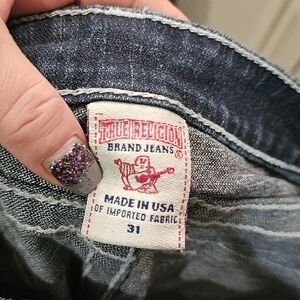 TRUE RELIGION
BRAND JEANS ®
MADE IN USA
OF IMPORTED FABRIC
31